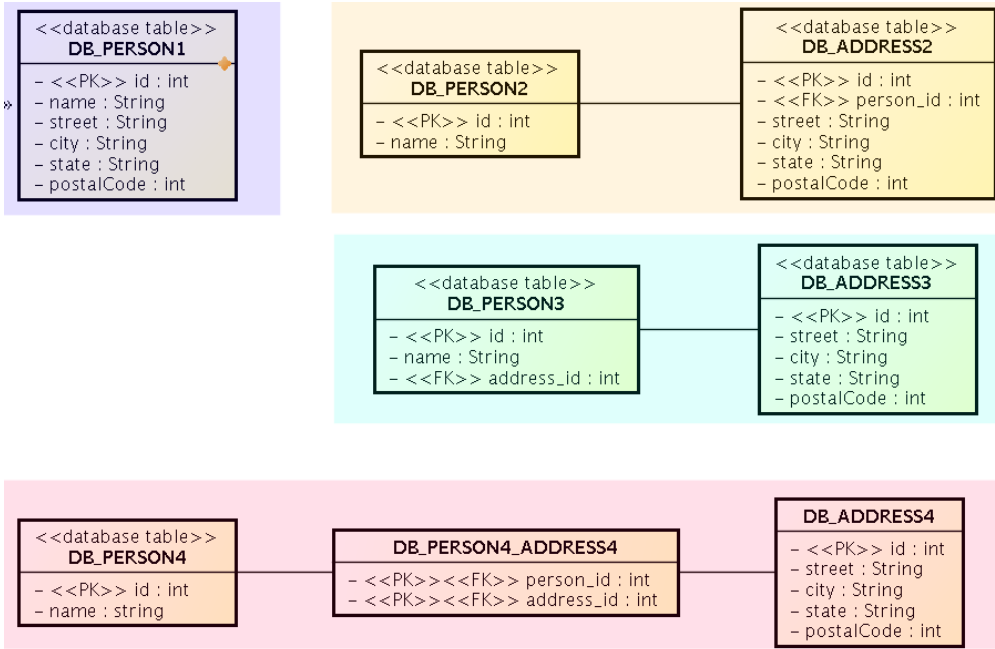 <<database table>>
DB_PERSON1
– <<PK>> id : int
– name : String
– street : String
– city : String
– state : String
– postalCode : int
»
<<database table>>
DB_PERSON2
– <<PK>> id : int
– name : String
<<database table>>
DB_ADDRESS2
– <<PK>> id : int
– <<FK>> person_id : int
– street : String
– city : String
– state : String
– postalCode : int
<<database table>>
DB_PERSON3
– <<PK>> id : int
– name : String
– <<FK>> address_id : int
<<database table>>
DB_ADDRESS3
– <<PK>> id : int
– street : String
– city : String
– state : String
– postalCode : int
<<database table>>
DB_PERSON4
– <<PK>> id : int
– name : string
DB_PERSON4_ADDRESS4
– <<PK>><<FK>> person_id : int
– <<PK>><<FK>> address_id : int
DB_ADDRESS4
– <<PK>> id : int
– street : String
– city : String
– state : String
– postalCode : int